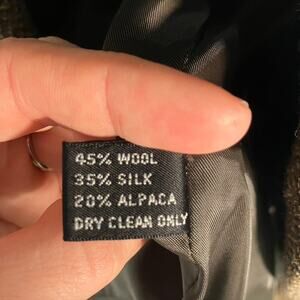 45% WOOL
35% SILK
20% ALPACA
DRY CLEAN ONLY